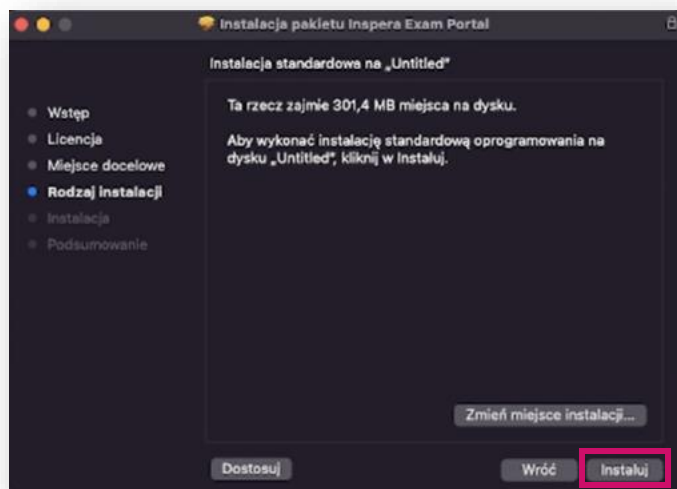 Instalacja pakietu Inspera Exam Portal
Instalacja standardowa na „Untitled”
Wstęp
Licencja
Miejsce docelowe
Rodzaj instalacji
Instalacja
Podsumowanie
Ta rzecz zajmie 301,4 MB miejsca na dysku.
Aby wykonać instalację standardową oprogramowania na
dysku „Untitled”, kliknij w Instaluj.
Zmień miejsce instalacji...
Dostosuj
Wróć
Instaluj